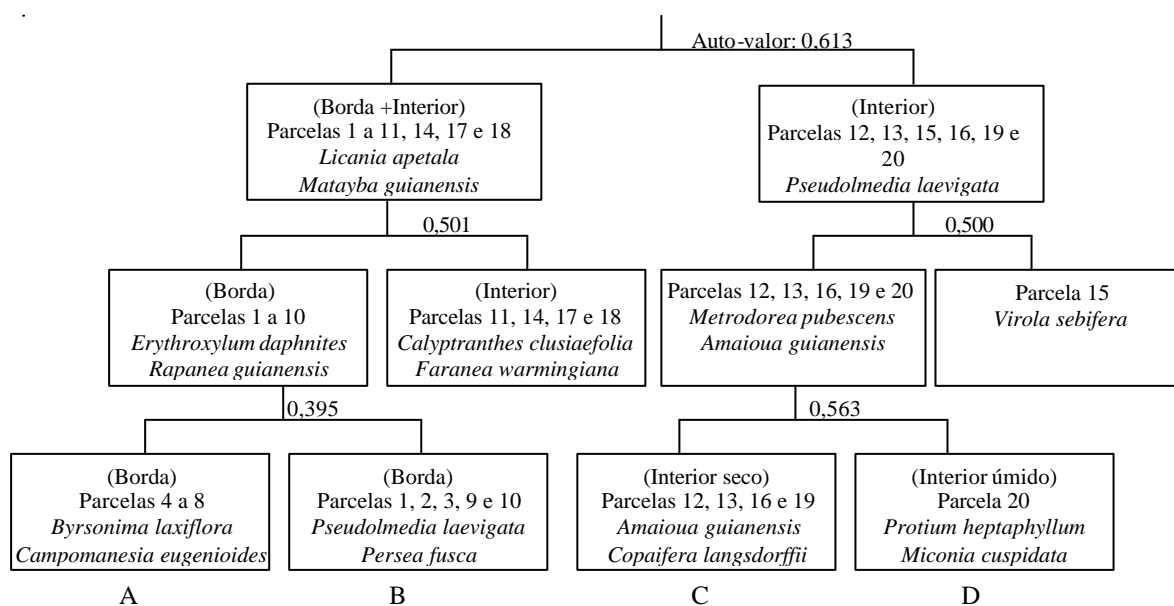 Auto-valor: 0,613
(Borda +Interior)
Parcelas 1 a 11, 14, 17 e 18
Licania apetala
Matayba guianensis
(Interior)
Parcelas 12, 13, 15, 16, 19 e
20
Pseudolmedia laevigata
0,501
0,500
(Borda)
Parcelas 1 a 10
Erythroxylum daphnites
Rapanea guianensis
(Interior)
Parcelas 11, 14, 17 e 18
Calyptranthes clusiaefolia
Faranea warmingiana
Parcelas 12, 13, 16, 19 e 20
Metrodorea pubescens
Amaioua guianensis
Parcela 15
Virola sebifera
0,395
0,563
(Borda)
Parcelas 4 a 8
Byrsonima laxiflora
Campomanesia eugenioides
(Borda)
Parcelas 1, 2, 3, 9 e 10
Pseudolmedia laevigata
Persea fusca
(Interior seco)
Parcelas 12, 13, 16 e 19
Amaioua guianensis
Copaifera langsdorffii
(Interior úmido)
Parcela 20
Protium heptaphyllum
Miconia cuspidata
A B C D